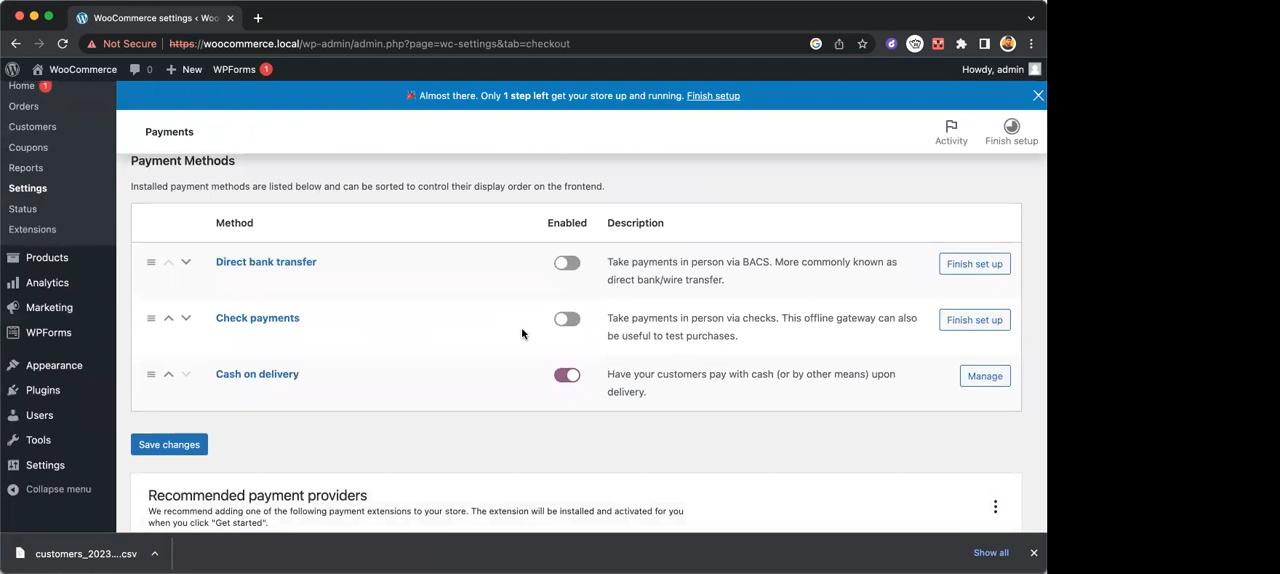 WooCommerce settings ‹ Woo
Not Secure | https://woocommerce.local/wp-admin/admin.php?page=wc-settings&tab=checkout
WooCommerce 0 New WPForms 1 Howdy, admin
Home 1
Orders
Customers
Coupons
Reports
Settings
Status
Extensions
Products
Analytics
Marketing
WPForms
Appearance
Plugins
Users
Tools
Settings
Collapse menu
Almost there. Only 1 step left get your store up and running. Finish setup
Payments
Activity
Finish setup
Payment Methods
Installed payment methods are listed below and can be sorted to control their display order on the frontend.
Method Enabled Description
Direct bank transfer
Take payments in person via BACS. More commonly known as
direct bank/wire transfer.
Finish set up
Check payments
Take payments in person via checks. This offline gateway can also
be useful to test purchases.
Finish set up
Cash on delivery
Have your customers pay with cash (or by other means) upon
delivery.
Manage
Save changes
Recommended payment providers
We recommend adding one of the following payment extensions to your store. The extension will be installed and activated for you
when you click "Get started".
customers_2023....csv
Show all